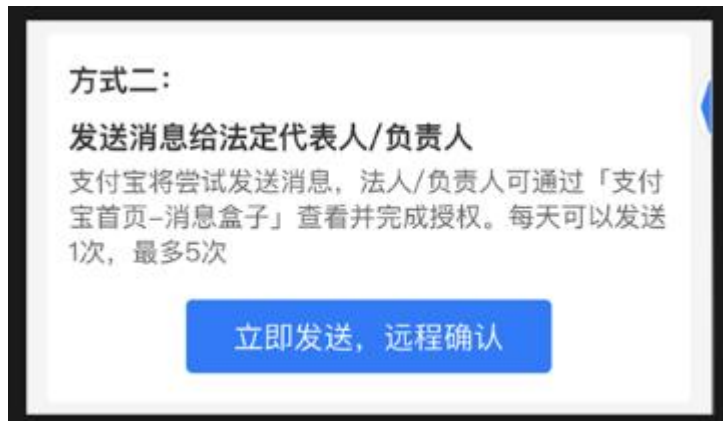 方式二：
发送消息给法定代表人/负责人
支付宝将尝试发送消息，法人/负责人可通过「支付
宝首页-消息盒子」查看并完成授权。每天可以发送
1次，最多5次
立即发送，远程确认